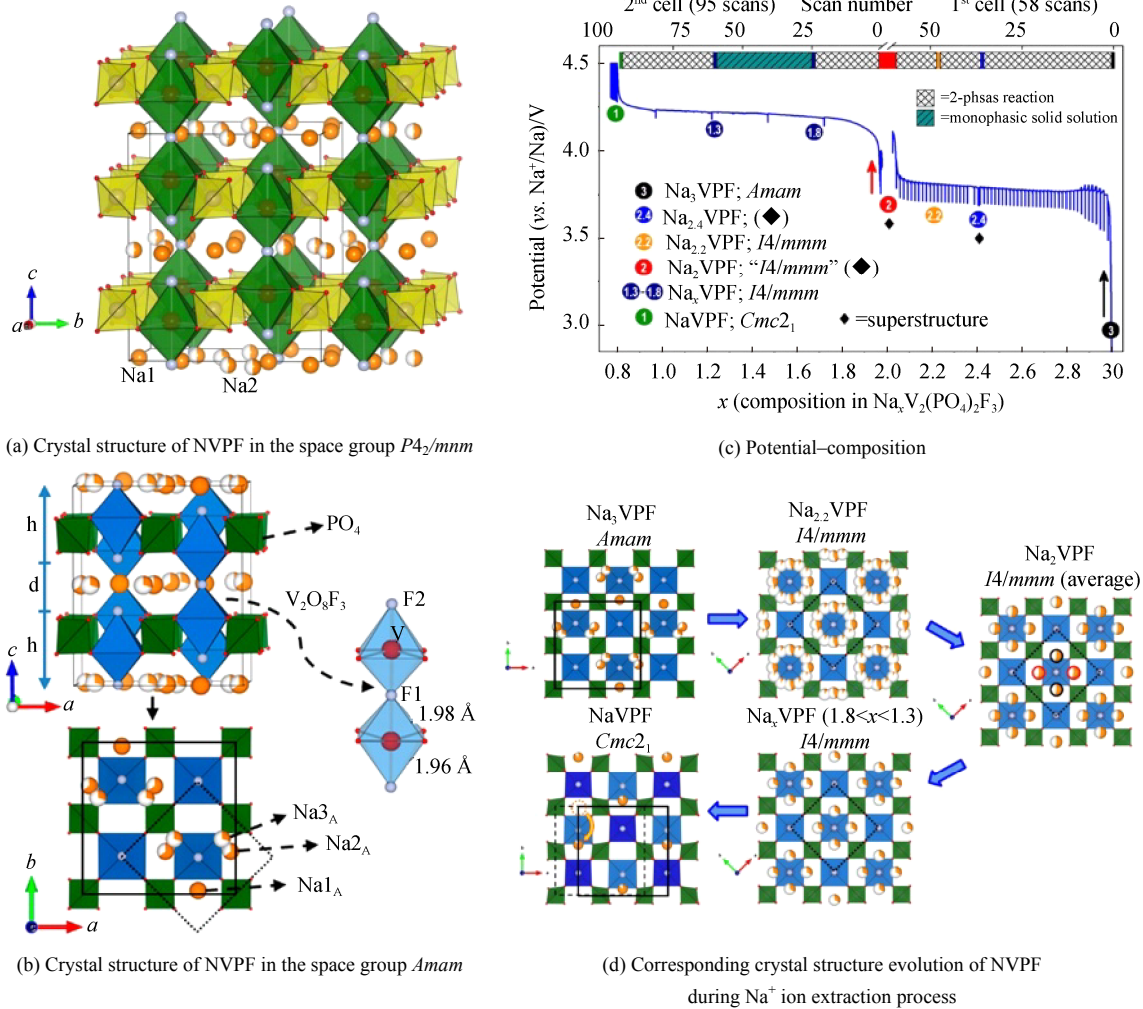 c
a
b
Na1
Na2
(a) Crystal structure of NVPF in the space group P4₂/mnm
2ⁿᵈ cell (95 scans) Scan number 1ˢᵗ cell (58 scans)
100 75 50 25 0 50 25 0
4.5
4.0
3.5
3.0
Potential (vs. Na⁺/Na)/V
=2-phsas reaction
=monophasic solid solution
1
1.3
1.8
3 Na₃VPF; Amam
2.4 Na₂.₄VPF; (◆)
2.2 Na₂.₂VPF; I4/mmm
2 Na₂VPF; “I4/mmm” (◆)
1.3-1.8 NaₓVPF; I4/mmm
1 NaVPF; Cmc2₁
◆ =superstructure
2
2.2
2.4
3
0.8 1.0 1.2 1.4 1.6 1.8 2.0 2.2 2.4 2.6 2.8 30
x (composition in NaₓV₂(PO₄)₂F₃)
(c) Potential–composition
h
d
h
c
a
PO₄
V₂O₈F₃
F2
V
F1
1.98 Å
1.96 Å
Na3A
Na2A
Na1A
b
a
(b) Crystal structure of NVPF in the space group Amam
Na₃VPF
Amam
Na₂.₂VPF
I4/mmm
Na₂VPF
I4/mmm (average)
NaVPF
Cmc2₁
NaₓVPF (1.8<x<1.3)
I4/mmm
(d) Corresponding crystal structure evolution of NVPF
during Na⁺ ion extraction process